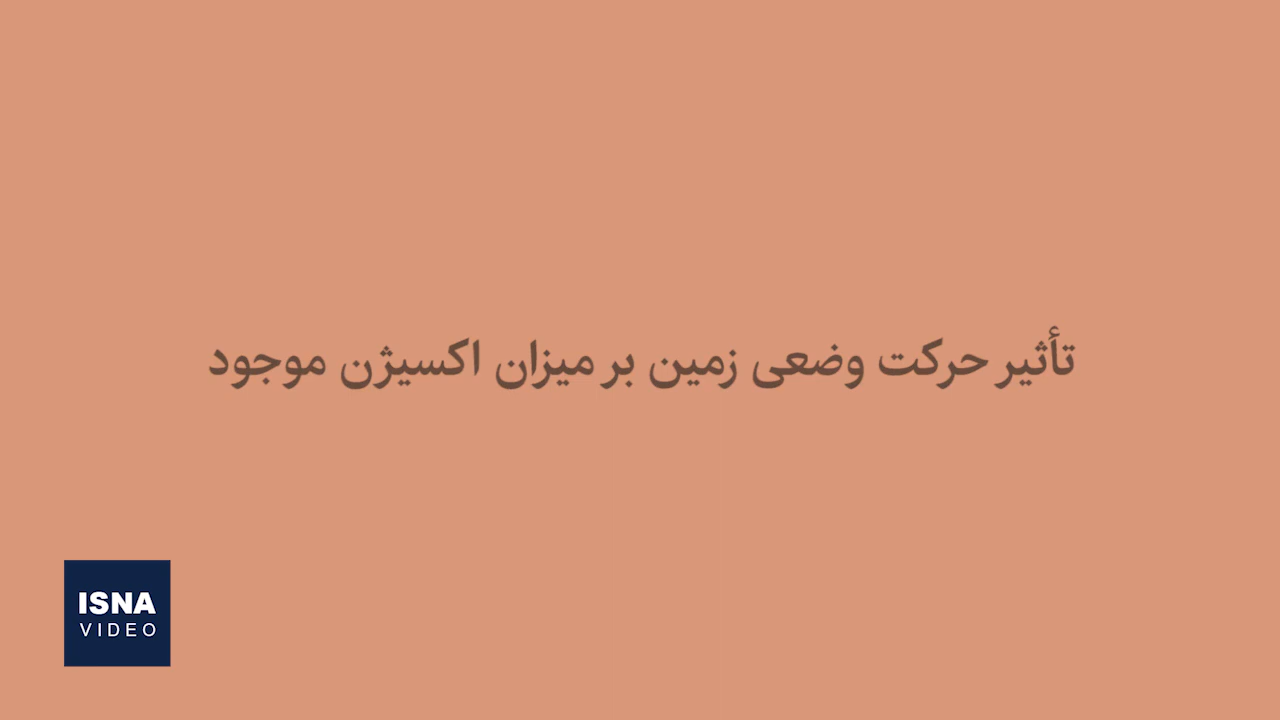 تأثیر حرکت وضعی زمین بر میزان اکسیژن موجود
ISNA
VIDEO